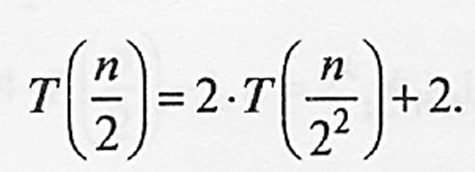 T(n/2) = 2·T(n/2²) + 2.